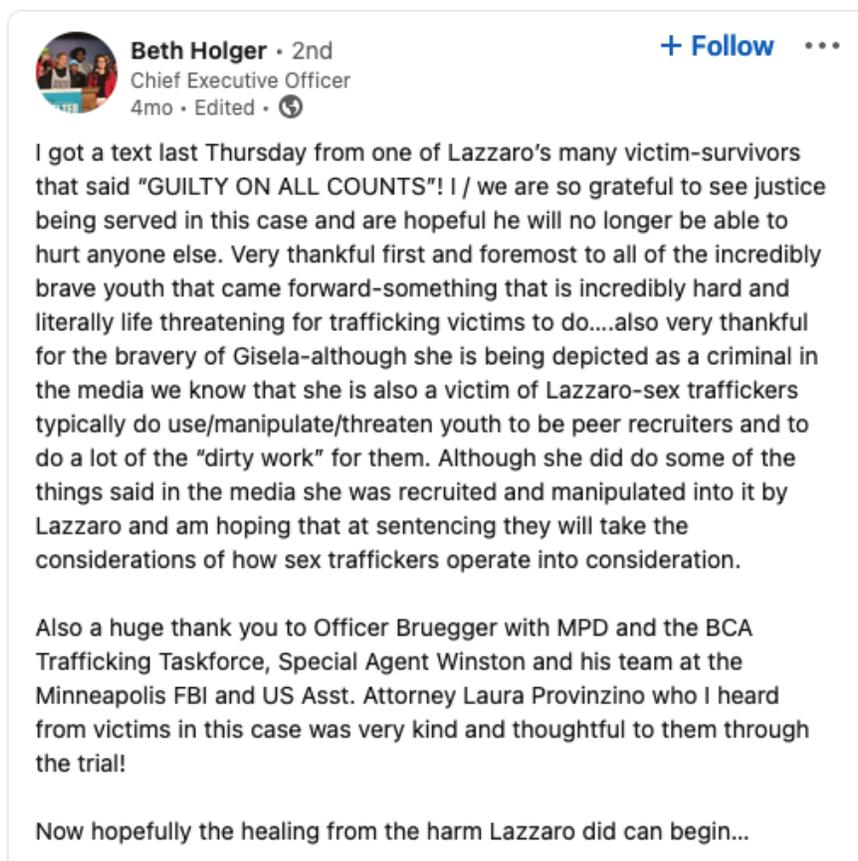 Beth Holger • 2nd
+ Follow
Chief Executive Officer
4mo • Edited •
I got a text last Thursday from one of Lazzaro’s many victim-survivors
that said “GUILTY ON ALL COUNTS”! I / we are so grateful to see justice
being served in this case and are hopeful he will no longer be able to
hurt anyone else. Very thankful first and foremost to all of the incredibly
brave youth that came forward-something that is incredibly hard and
literally life threatening for trafficking victims to do....also very thankful
for the bravery of Gisela-although she is being depicted as a criminal in
the media we know that she is also a victim of Lazzaro-sex traffickers
typically do use/manipulate/threaten youth to be peer recruiters and to
do a lot of the “dirty work” for them. Although she did do some of the
things said in the media she was recruited and manipulated into it by
Lazzaro and am hoping that at sentencing they will take the
considerations of how sex traffickers operate into consideration.
Also a huge thank you to Officer Bruegger with MPD and the BCA
Trafficking Taskforce, Special Agent Winston and his team at the
Minneapolis FBI and US Asst. Attorney Laura Provinzino who I heard
from victims in this case was very kind and thoughtful to them through
the trial!
Now hopefully the healing from the harm Lazzaro did can begin...